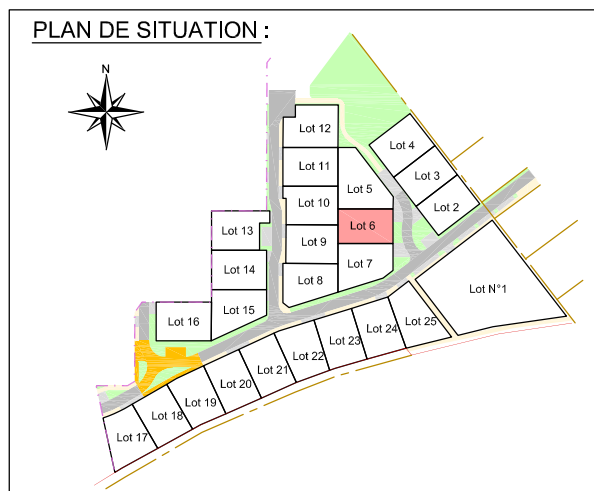 PLAN DE SITUATION :
N
Lot 12
Lot 4
Lot 11
Lot 3
Lot 5
Lot 10
Lot 2
Lot 6
Lot 13
Lot 9
Lot 7
Lot 14
Lot 8
Lot N°1
Lot 15
Lot 16
Lot 25
Lot 24
Lot 23
Lot 22
Lot 21
Lot 20
Lot 19
Lot 18
Lot 17